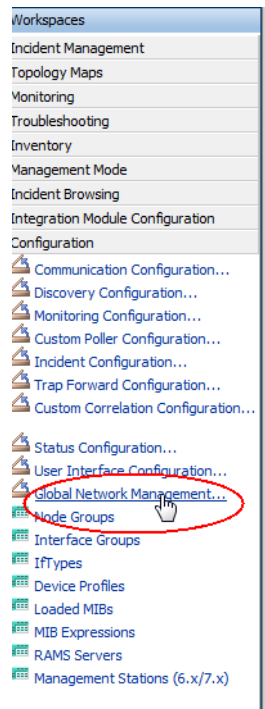 Workspaces
Incident Management
Topology Maps
Monitoring
Troubleshooting
Inventory
Management Mode
Incident Browsing
Integration Module Configuration
Configuration
Communication Configuration...
Discovery Configuration...
Monitoring Configuration...
Custom Poller Configuration...
Incident Configuration...
Trap Forward Configuration...
Custom Correlation Configuration...
Status Configuration...
User Interface Configuration...
Global Network Management...
Node Groups
Interface Groups
IfTypes
Device Profiles
Loaded MIBs
MIB Expressions
RAMS Servers
Management Stations (6.x/7.x)